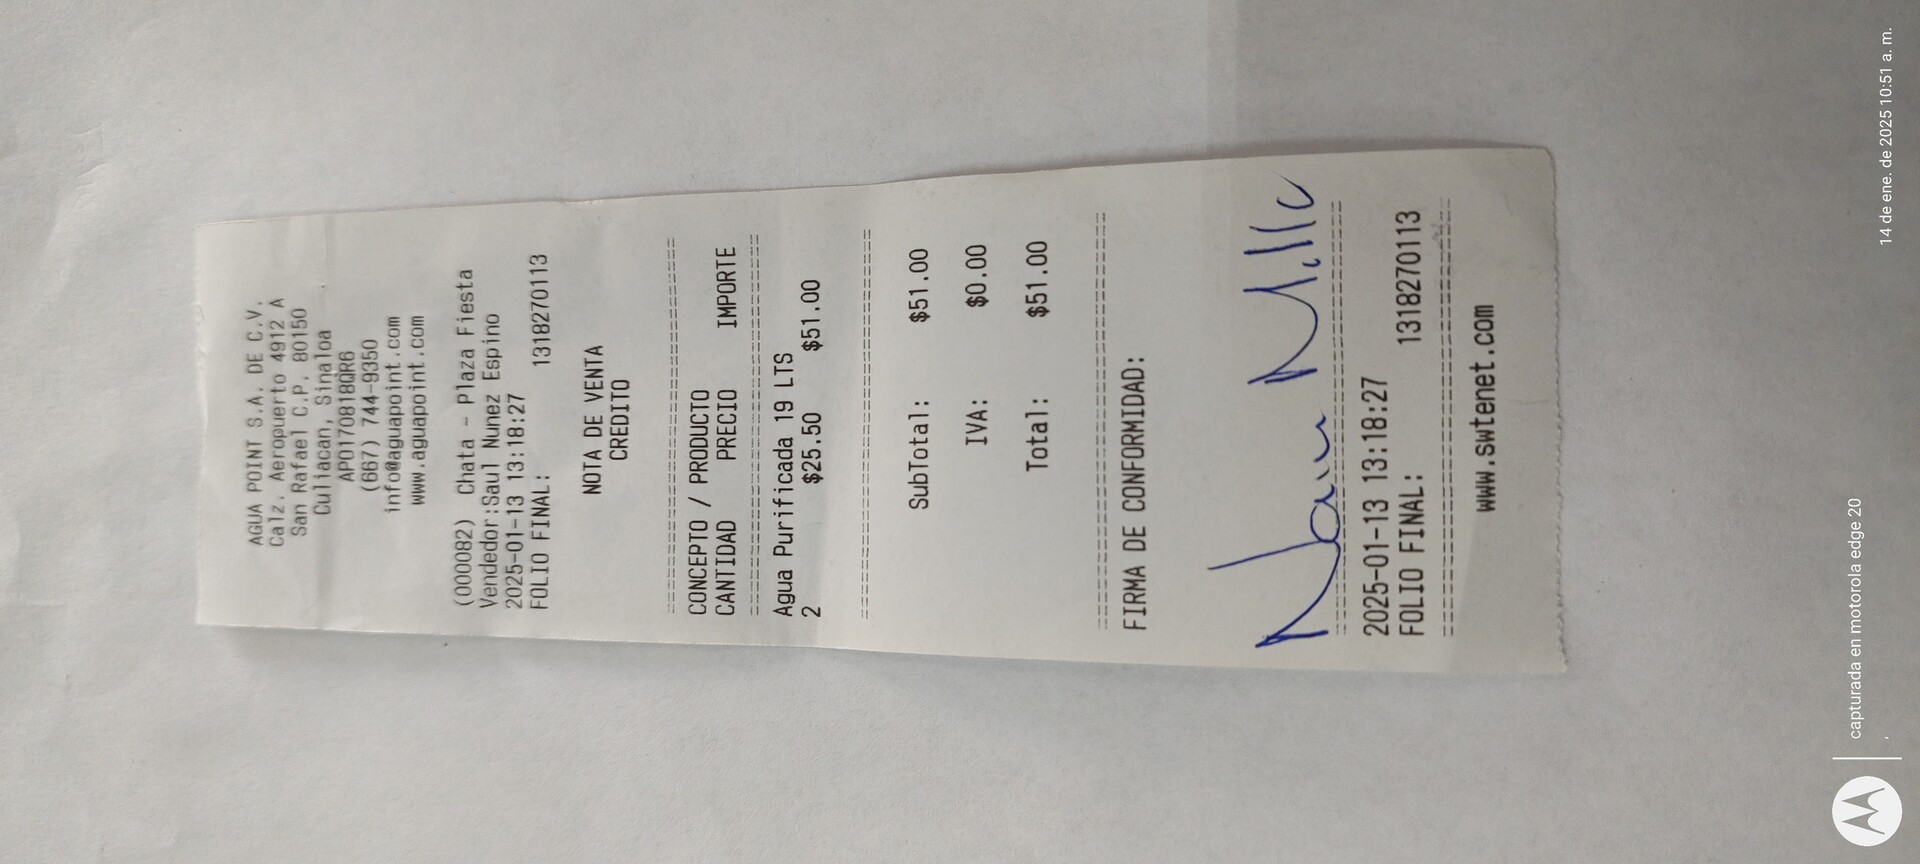 AGUA POINT S.A. DE C.V.
Calz. Aeropuerto 4912 A
San Rafael C.P. 80150
Culiacan, Sinaloa
APO170818QR6
(667) 744-9350
info@aguapoint.com
www.aguapoint.com
(000082) Chata - Plaza Fiesta
Vendedor:Saul Nunez Espino
2025-01-13 13:18:27
FOLIO FINAL: 1318270113
NOTA DE VENTA
CREDITO
================================
CONCEPTO / PRODUCTO
CANTIDAD PRECIO IMPORTE
================================
Agua Purificada 19 LTS
2 $25.50 $51.00
================================
SubTotal: $51.00
IVA: $0.00
Total: $51.00
================================
FIRMA DE CONFORMIDAD:
================================
2025-01-13 13:18:27
FOLIO FINAL: 1318270113
================================
www.swtenet.com
capturada en motorola edge 20
14 de ene. de 2025 10:51 a. m.